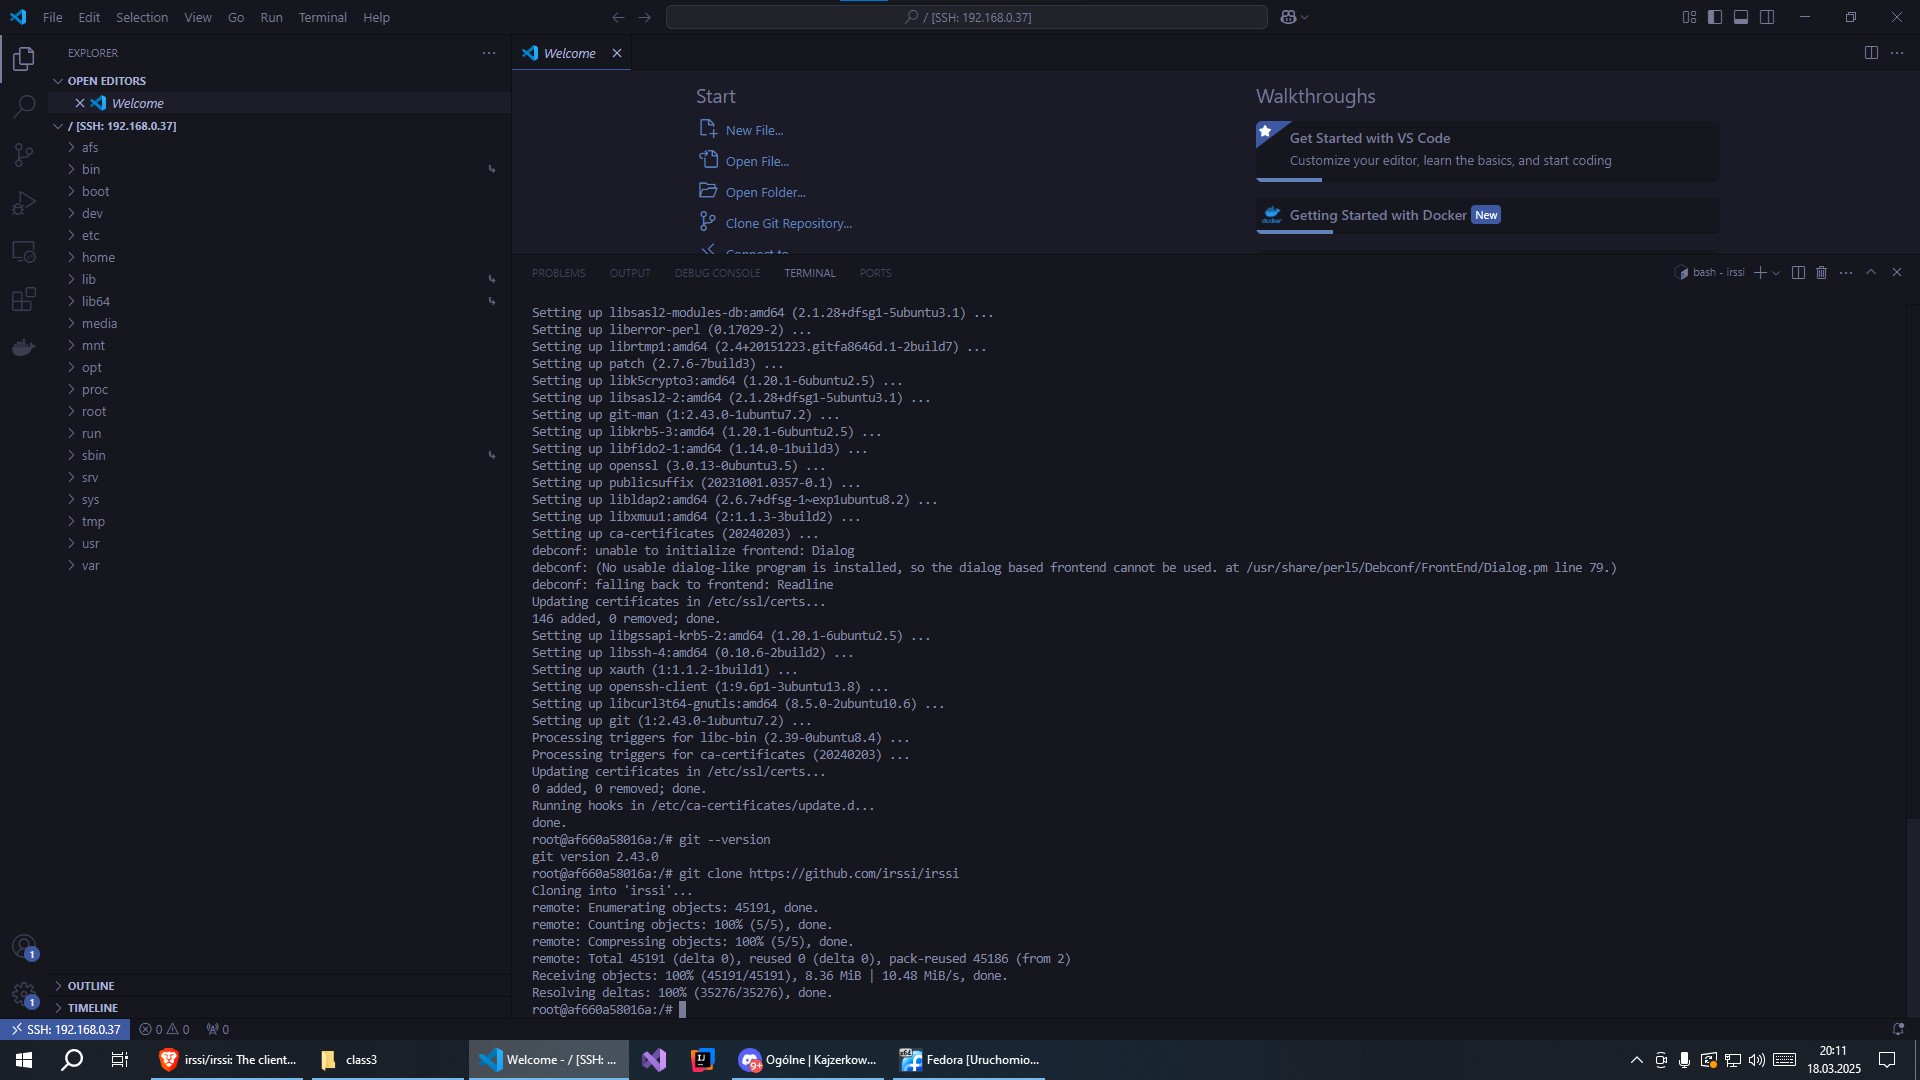 File Edit Selection View Go Run Terminal Help
/ [SSH: 192.168.0.37]
EXPLORER
OPEN EDITORS
Welcome
/ [SSH: 192.168.0.37]
afs
bin
boot
dev
etc
home
lib
lib64
media
mnt
opt
proc
root
run
sbin
srv
sys
tmp
usr
var
OUTLINE
TIMELINE
Welcome
Start
New File...
Open File...
Open Folder...
Clone Git Repository...
Connect to...
Walkthroughs
Get Started with VS Code
Customize your editor, learn the basics, and start coding
docker
Getting Started with Docker New
PROBLEMS OUTPUT DEBUG CONSOLE TERMINAL PORTS
bash - irssi
Setting up libsasl2-modules-db:amd64 (2.1.28+dfsg1-5ubuntu3.1) ...
Setting up liberror-perl (0.17029-2) ...
Setting up librtmp1:amd64 (2.4+20151223.gitfa8646d.1-2build7) ...
Setting up patch (2.7.6-7build3) ...
Setting up libk5crypto3:amd64 (1.20.1-6ubuntu2.5) ...
Setting up libsasl2-2:amd64 (2.1.28+dfsg1-5ubuntu3.1) ...
Setting up git-man (1:2.43.0-1ubuntu7.2) ...
Setting up libkrb5-3:amd64 (1.20.1-6ubuntu2.5) ...
Setting up libfido2-1:amd64 (1.14.0-1build3) ...
Setting up openssl (3.0.13-0ubuntu3.5) ...
Setting up publicsuffix (20231001.0357-0.1) ...
Setting up libldap2:amd64 (2.6.7+dfsg-1~exp1ubuntu8.2) ...
Setting up libxmuu1:amd64 (2:1.1.3-3build2) ...
Setting up ca-certificates (20240203) ...
debconf: unable to initialize frontend: Dialog
debconf: (No usable dialog-like program is installed, so the dialog based frontend cannot be used. at /usr/share/perl5/Debconf/FrontEnd/Dialog.pm line 79.)
debconf: falling back to frontend: Readline
Updating certificates in /etc/ssl/certs...
146 added, 0 removed; done.
Setting up libgssapi-krb5-2:amd64 (1.20.1-6ubuntu2.5) ...
Setting up libssh-4:amd64 (0.10.6-2build2) ...
Setting up xauth (1:1.1.2-1build1) ...
Setting up openssh-client (1:9.6p1-3ubuntu13.8) ...
Setting up libcurl3t64-gnutls:amd64 (8.5.0-2ubuntu10.6) ...
Setting up git (1:2.43.0-1ubuntu7.2) ...
Processing triggers for libc-bin (2.39-0ubuntu8.4) ...
Processing triggers for ca-certificates (20240203) ...
Updating certificates in /etc/ssl/certs...
0 added, 0 removed; done.
Running hooks in /etc/ca-certificates/update.d...
done.
root@af660a58016a:/# git --version
git version 2.43.0
root@af660a58016a:/# git clone https://github.com/irssi/irssi
Cloning into 'irssi'...
remote: Enumerating objects: 45191, done.
remote: Counting objects: 100% (5/5), done.
remote: Compressing objects: 100% (5/5), done.
remote: Total 45191 (delta 0), reused 0 (delta 0), pack-reused 45186 (from 2)
Receiving objects: 100% (45191/45191), 8.36 MiB | 10.48 MiB/s, done.
Resolving deltas: 100% (35276/35276), done.
root@af660a58016a:/#
1
1
SSH: 192.168.0.37 0 0 0
irssi/irssi: The client... class3 Welcome - / [SSH: ... IJ 9+ Ogólne | Kajzerkow... x64 Fedora [Uruchomio...
20:11
18.03.2025